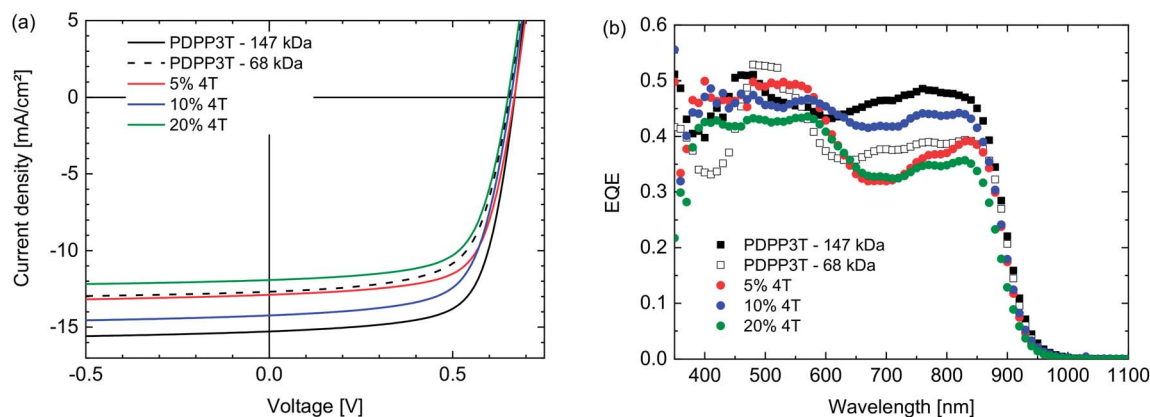 (a)
PDPP3T - 147 kDa
PDPP3T - 68 kDa
5% 4T
10% 4T
20% 4T
Current density [mA/cm²]
5
0
-5
-10
-15
-0.5
0.0
0.5
Voltage [V]
(b)
EQE
0.6
0.5
0.4
0.3
0.2
0.1
0.0
PDPP3T - 147 kDa
PDPP3T - 68 kDa
5% 4T
10% 4T
20% 4T
400 500 600 700 800 900 1000 1100
Wavelength [nm]